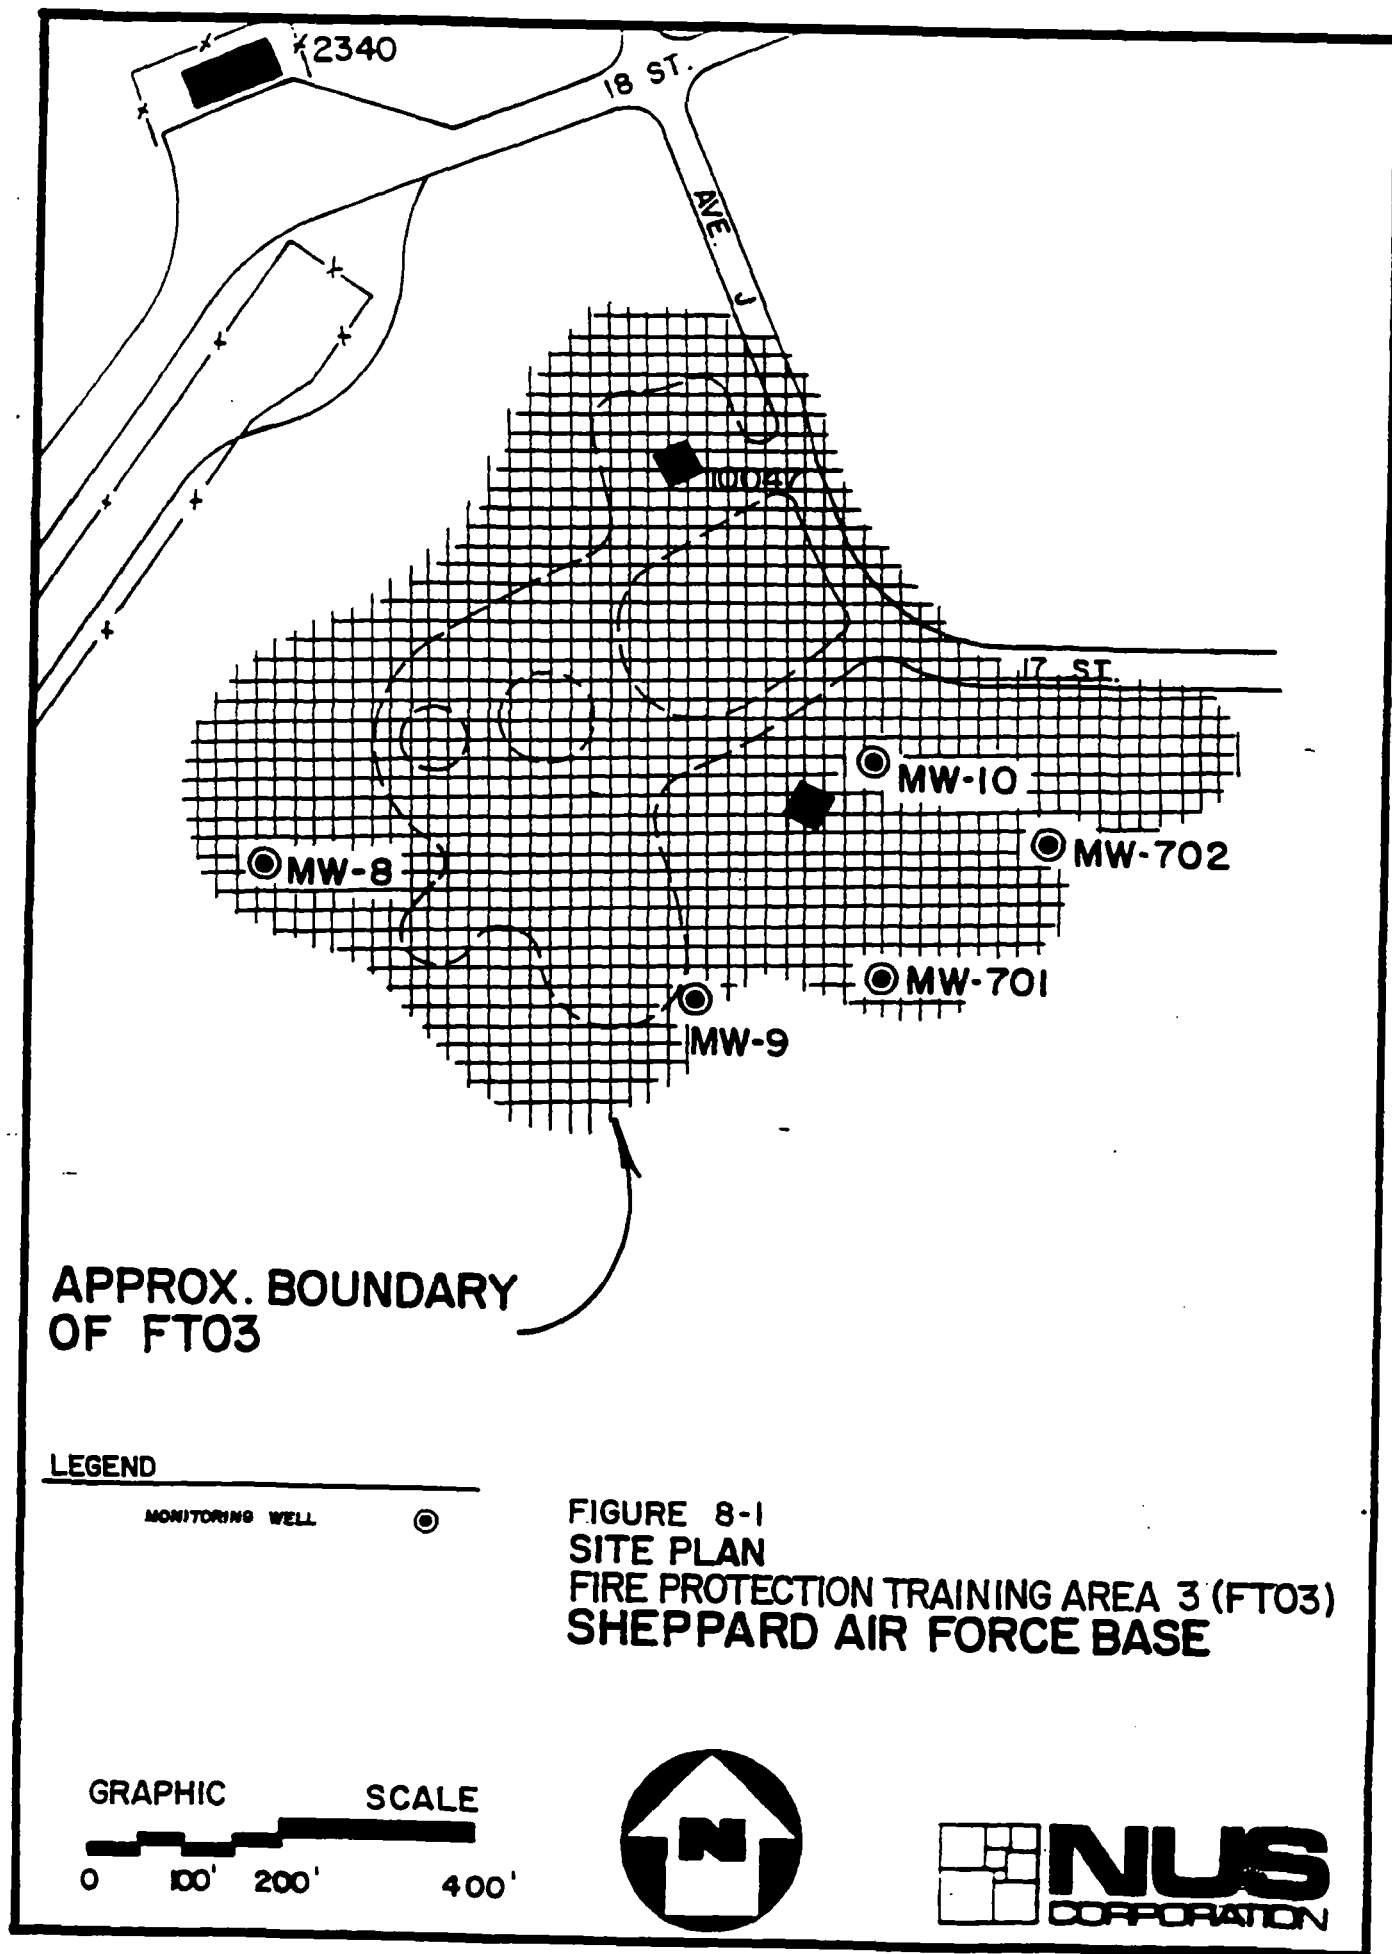 2340
18 ST.
AVE. J
10047
17 ST.
MW-10
MW-702
MW-8
MW-701
MW-9
APPROX. BOUNDARY
OF FT03
LEGEND
MONITORING WELL
FIGURE 8-1
SITE PLAN
FIRE PROTECTION TRAINING AREA 3 (FT03)
SHEPPARD AIR FORCE BASE
GRAPHIC SCALE
0 100' 200' 400'
N
NUS
CORPORATION